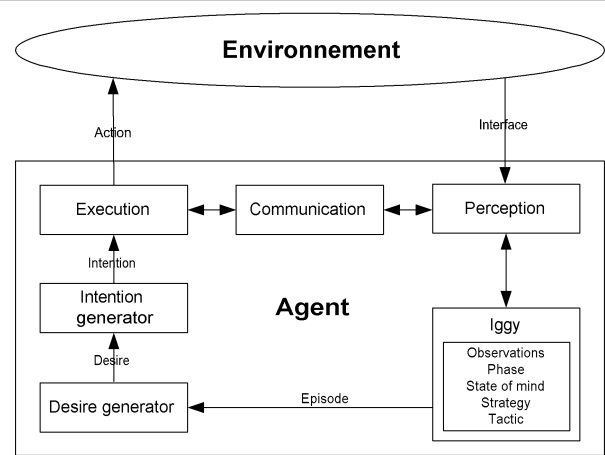 Environnement
Action
Interface
Execution
Communication
Perception
Intention
Intention
generator
Agent
Iggy
Observations
Phase
State of mind
Strategy
Tactic
Desire
Desire generator
Episode